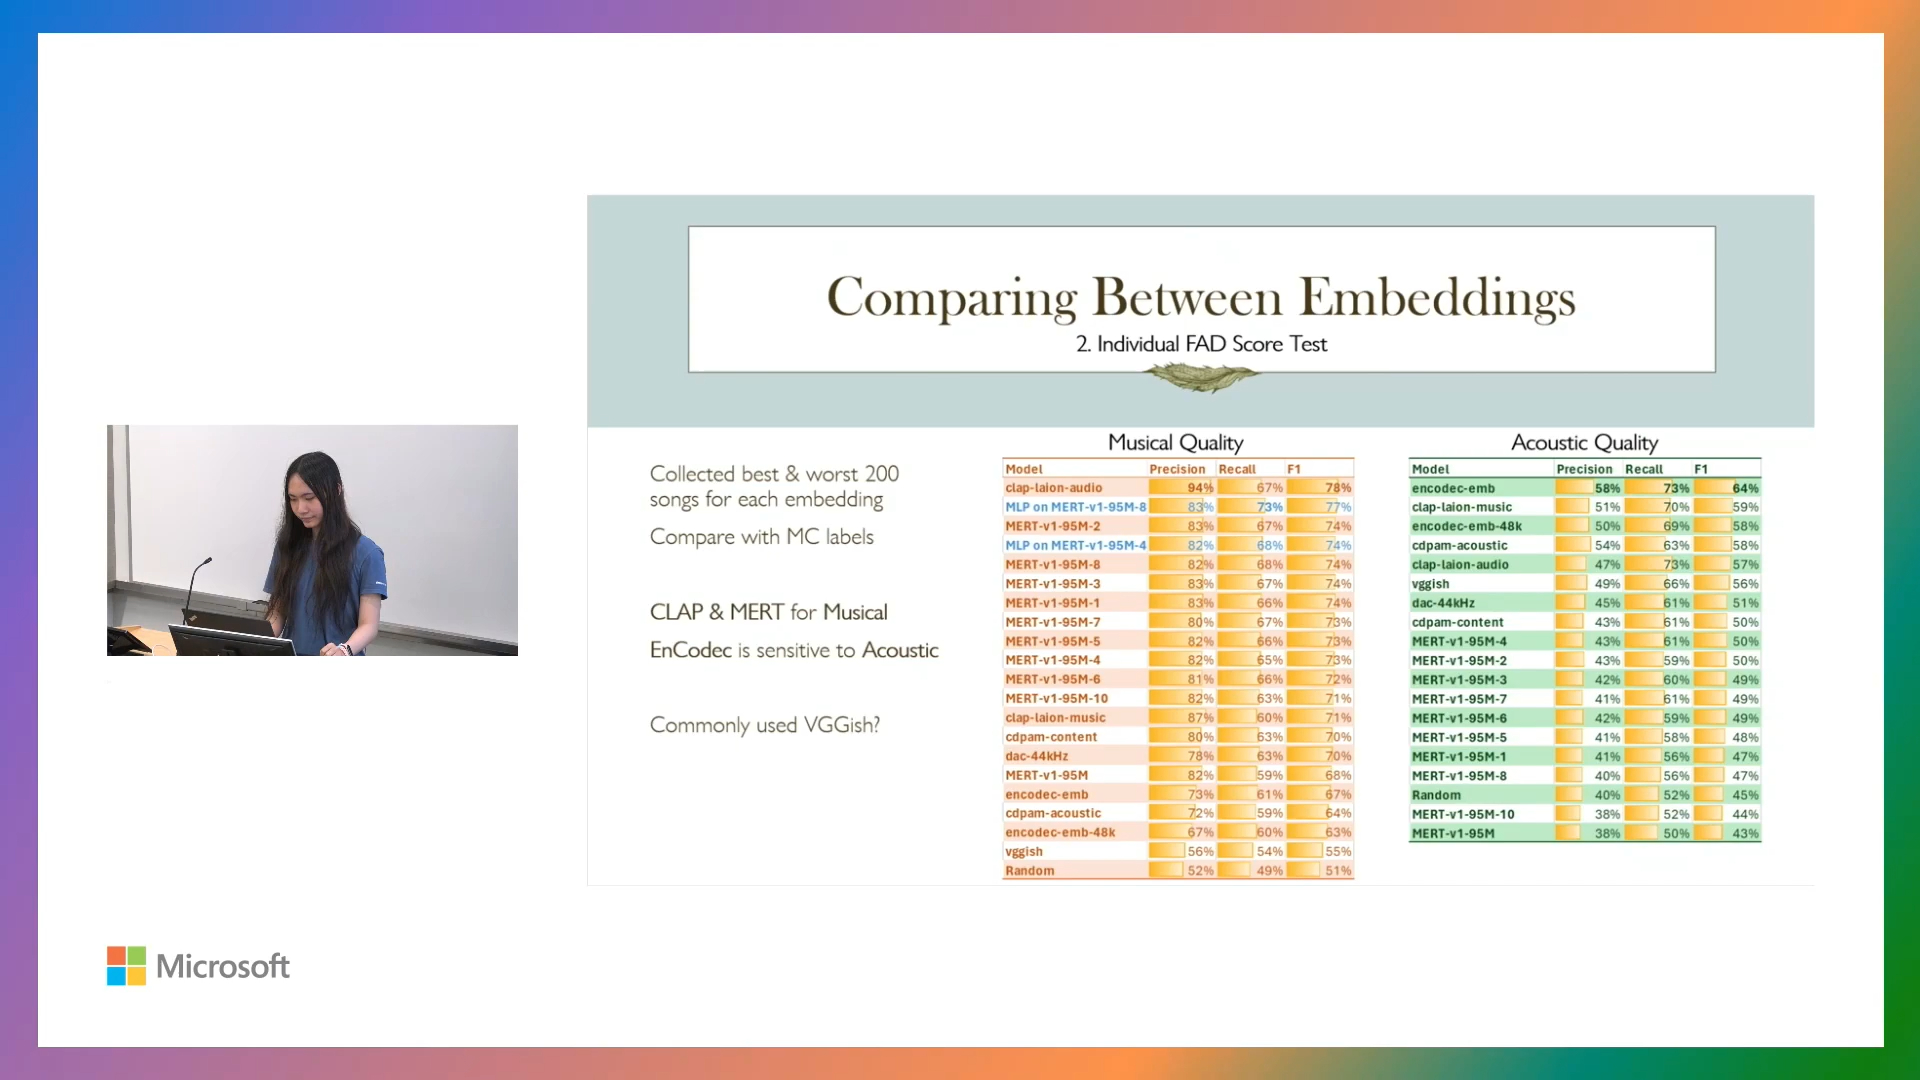 Comparing Between Embeddings
2. Individual FAD Score Test
Collected best & worst 200
songs for each embedding
Compare with MC labels
CLAP & MERT for Musical
EnCodec is sensitive to Acoustic
Commonly used VGGish?
Musical Quality
Model Precision Recall F1
clap-laion-audio 94% 67% 78%
MLP on MERT-v1-95M-8 83% 73% 77%
MERT-v1-95M-2 83% 67% 74%
MLP on MERT-v1-95M-4 82% 68% 74%
MERT-v1-95M-8 82% 68% 74%
MERT-v1-95M-3 83% 67% 74%
MERT-v1-95M-1 83% 66% 74%
MERT-v1-95M-7 80% 67% 73%
MERT-v1-95M-5 82% 66% 73%
MERT-v1-95M-4 82% 65% 73%
MERT-v1-95M-6 81% 66% 72%
MERT-v1-95M-10 82% 63% 71%
clap-laion-music 87% 60% 71%
cdpam-content 80% 63% 70%
dac-44kHz 78% 63% 70%
MERT-v1-95M 82% 59% 68%
encodec-emb 73% 61% 67%
cdpam-acoustic 72% 59% 64%
encodec-emb-48k 67% 60% 63%
vggish 56% 54% 55%
Random 52% 49% 51%
Acoustic Quality
Model Precision Recall F1
encodec-emb 58% 73% 64%
clap-laion-music 51% 70% 59%
encodec-emb-48k 50% 69% 58%
cdpam-acoustic 54% 63% 58%
clap-laion-audio 47% 73% 57%
vggish 49% 66% 56%
dac-44kHz 45% 61% 51%
cdpam-content 43% 61% 50%
MERT-v1-95M-4 43% 61% 50%
MERT-v1-95M-2 43% 59% 50%
MERT-v1-95M-3 42% 60% 49%
MERT-v1-95M-7 41% 61% 49%
MERT-v1-95M-6 42% 59% 49%
MERT-v1-95M-5 41% 58% 48%
MERT-v1-95M-1 41% 56% 47%
MERT-v1-95M-8 40% 56% 47%
Random 40% 52% 45%
MERT-v1-95M-10 38% 52% 44%
MERT-v1-95M 38% 50% 43%
Microsoft